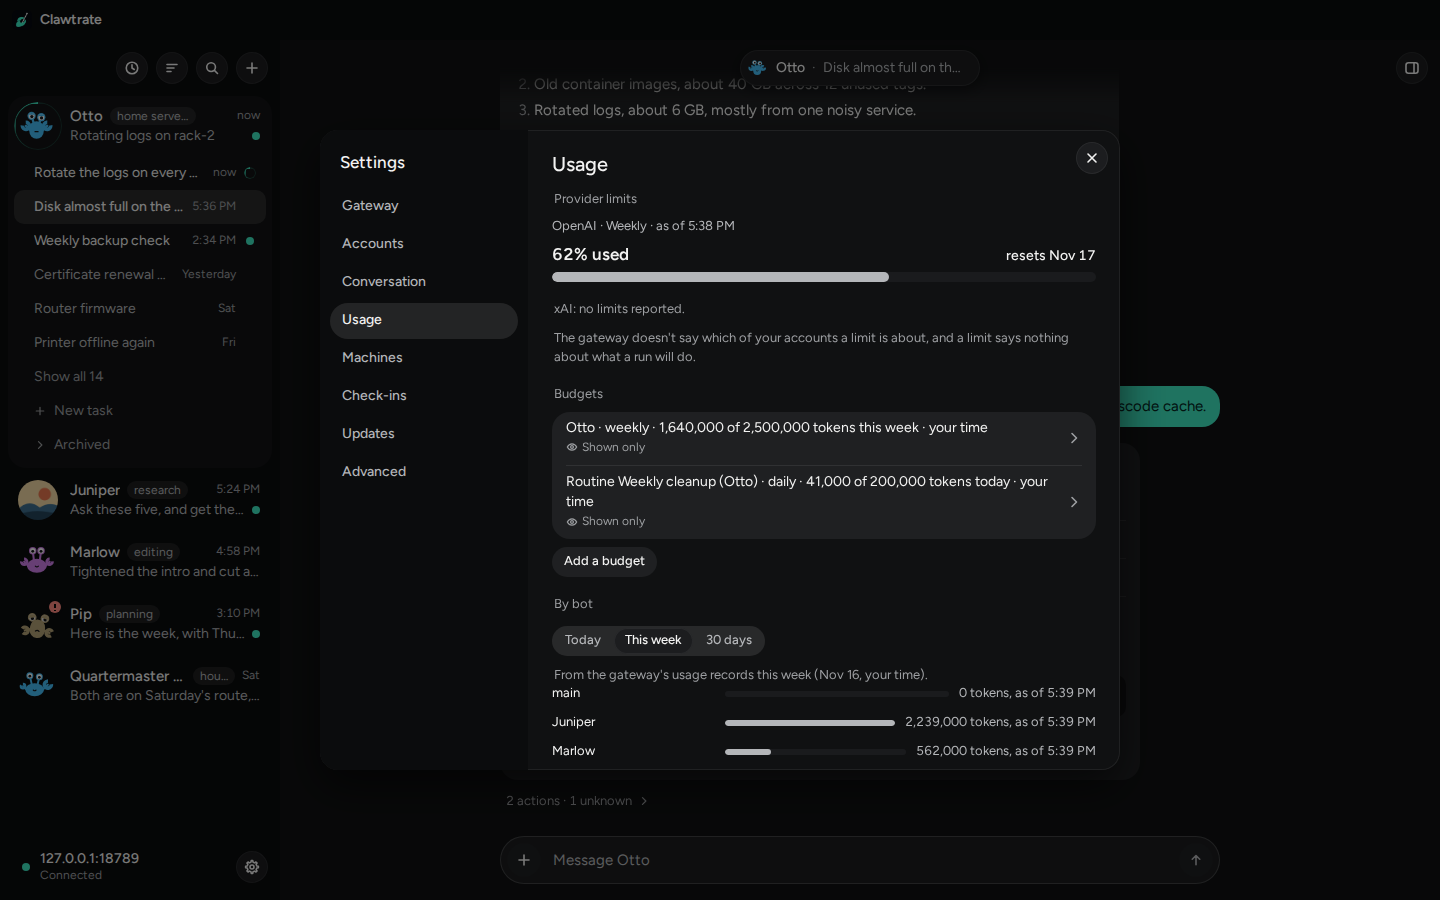 Clawtrate
Otto · Disk almost full on th...
2. Old container images, about 40 GB across 12 unused tags.
3. Rotated logs, about 6 GB, mostly from one noisy service.
Otto home serve... now
Rotating logs on rack-2
Rotate the logs on every ... now
Disk almost full on the ... 5:36 PM
Weekly backup check 2:34 PM
Certificate renewal ... Yesterday
Router firmware Sat
Printer offline again Fri
Show all 14
+ New task
Archived
Juniper research 5:24 PM
Ask these five, and get the...
Marlow editing 4:58 PM
Tightened the intro and cut a...
Pip planning 3:10 PM
Here is the week, with Thu...
Quartermaster ... hou... Sat
Both are on Saturday's route,...
127.0.0.1:18789
Connected
Settings
Gateway
Accounts
Conversation
Usage
Machines
Check-ins
Updates
Advanced
Usage
Provider limits
OpenAI · Weekly · as of 5:38 PM
62% used resets Nov 17
xAI: no limits reported.
The gateway doesn't say which of your accounts a limit is about, and a limit says nothing
about what a run will do.
Budgets
Otto · weekly · 1,640,000 of 2,500,000 tokens this week · your time
Shown only
Routine Weekly cleanup (Otto) · daily · 41,000 of 200,000 tokens today · your
time
Shown only
Add a budget
By bot
Today This week 30 days
From the gateway's usage records this week (Nov 16, your time).
main 0 tokens, as of 5:39 PM
Juniper 2,239,000 tokens, as of 5:39 PM
Marlow 562,000 tokens, as of 5:39 PM
scode cache.
2 actions · 1 unknown
Message Otto